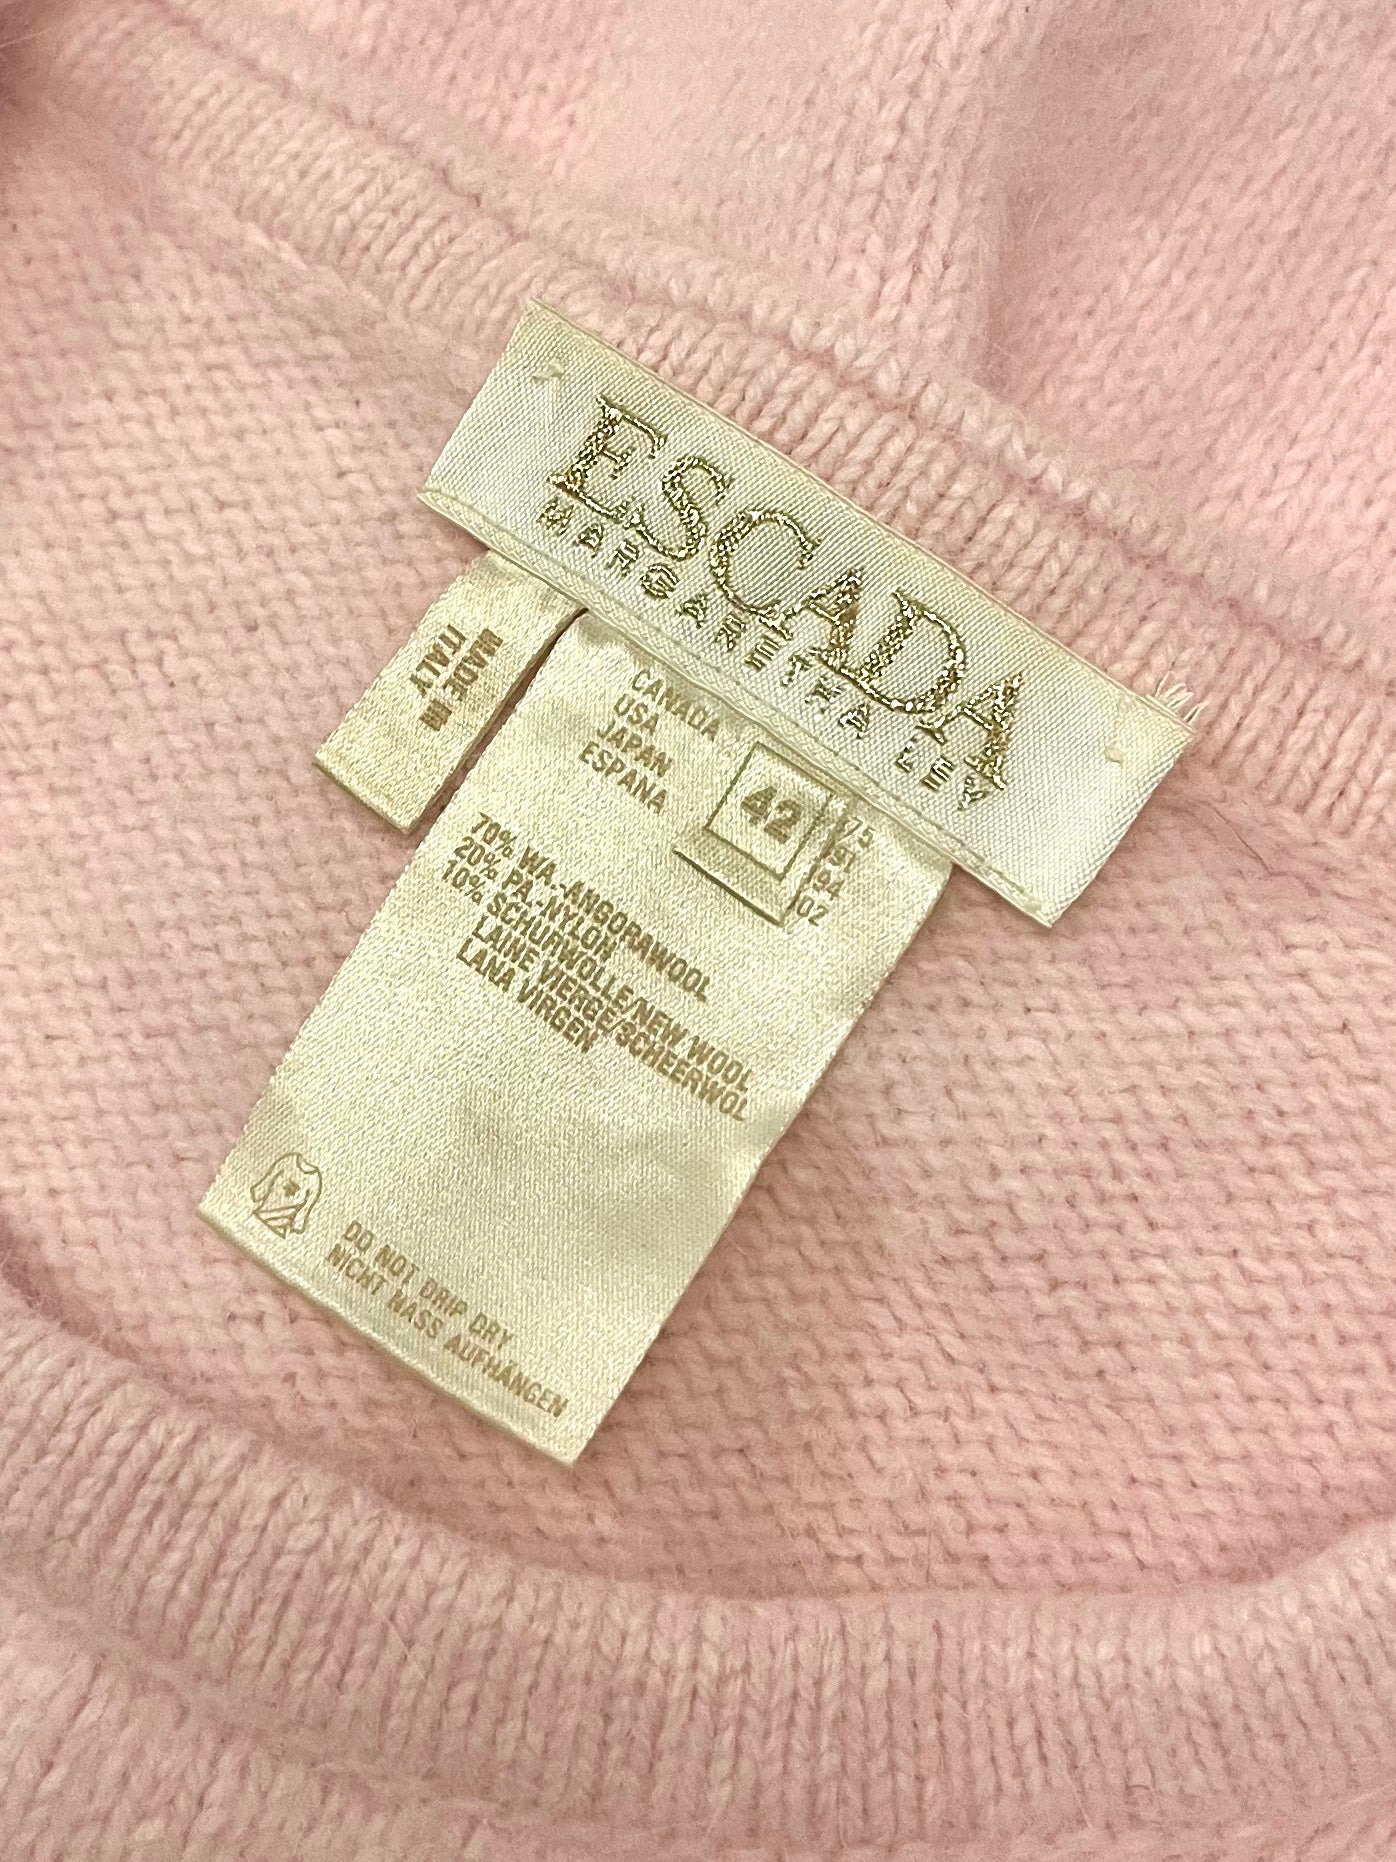 ESCADA
MARGARETHA LEY
MADE IN
ITALY
CANADA
USA
JAPAN
ESPANA
42
70% WA.-ANGORAWOOL
20% PA.-NYLON
10% SCHURWOLLE/NEW WOOL
LAINE VIERGE/SCHEERWOL
LANA VIRGEN
DO NOT DRIP DRY
NICHT NASS AUFHÄNGEN